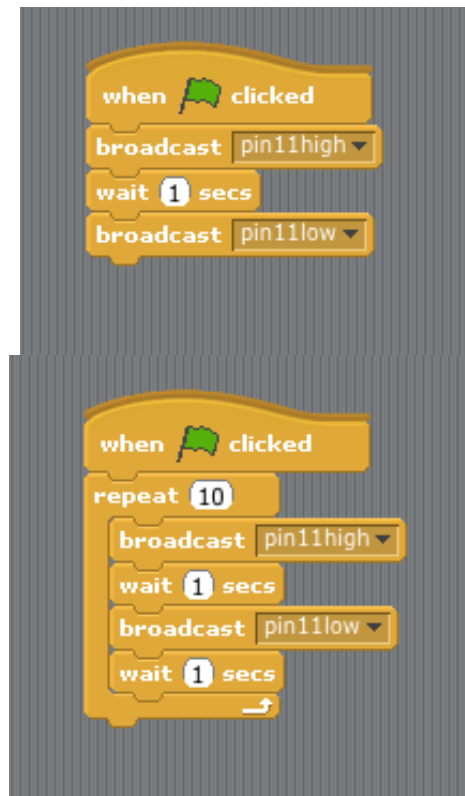 when clicked
broadcast pin11high
wait 1 secs
broadcast pin11low
when clicked
repeat 10
broadcast pin11high
wait 1 secs
broadcast pin11low
wait 1 secs